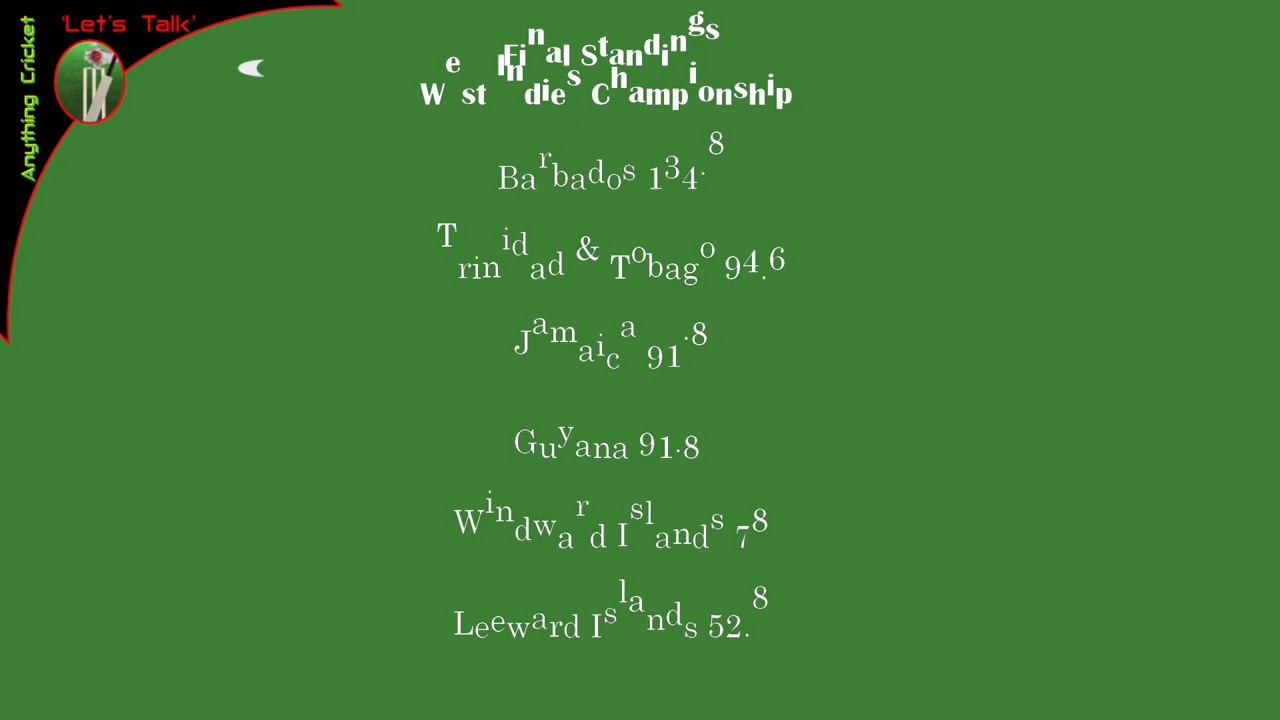 Anything Cricket
'Let's Talk'
Final Standings
West Indies Championship
Barbados 134.8
Trinidad & Tobago 94.6
Jamaica 91.8
Guyana 91.8
Windward Islands 78
Leeward Islands 52.8